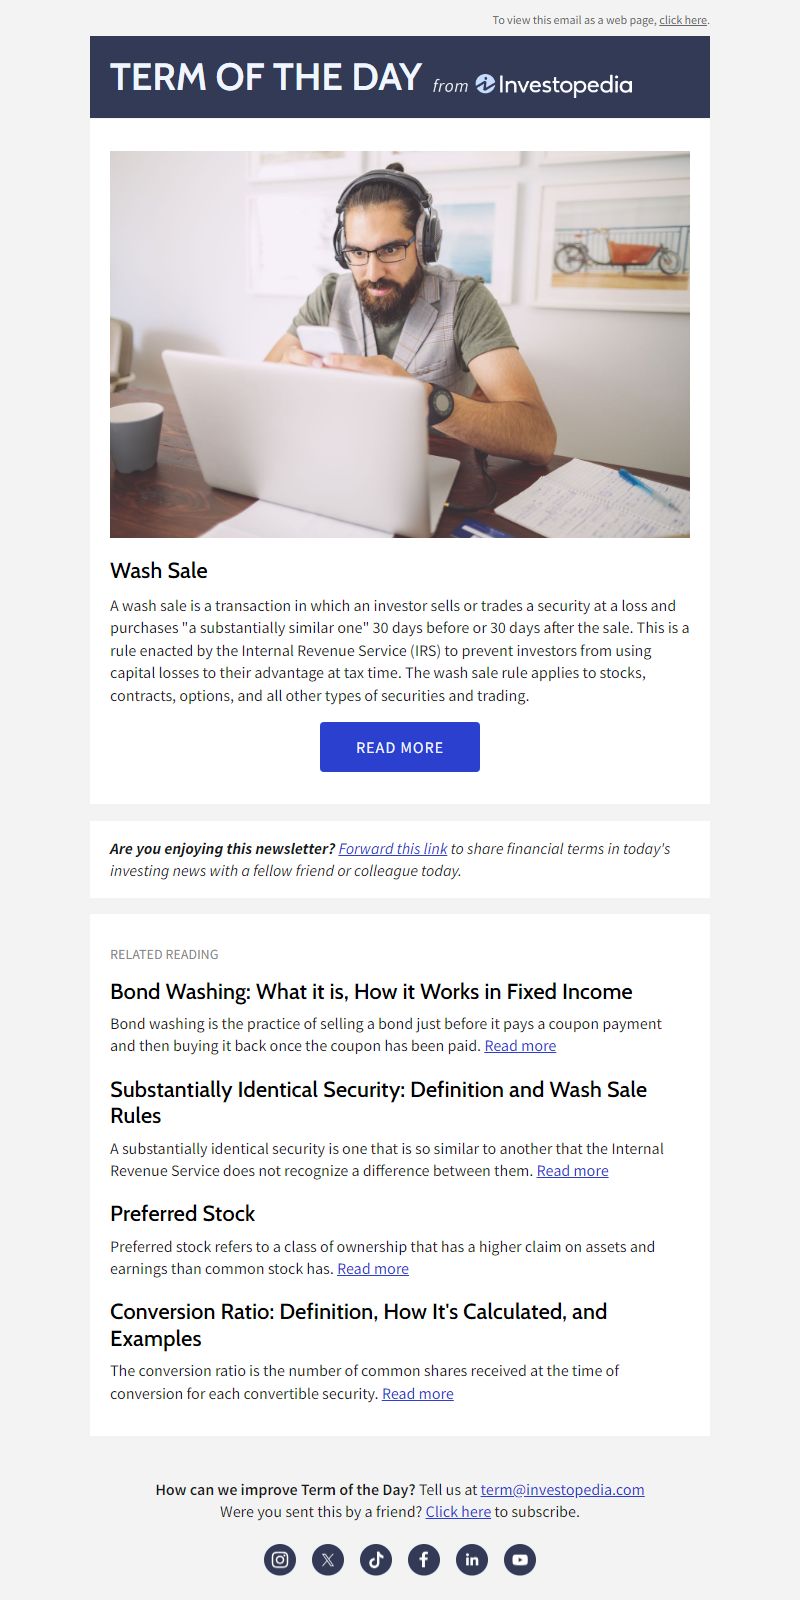 To view this email as a web page, click here.
TERM OF THE DAY from Investopedia
Wash Sale
A wash sale is a transaction in which an investor sells or trades a security at a loss and
purchases "a substantially similar one" 30 days before or 30 days after the sale. This is a
rule enacted by the Internal Revenue Service (IRS) to prevent investors from using
capital losses to their advantage at tax time. The wash sale rule applies to stocks,
contracts, options, and all other types of securities and trading.
READ MORE
Are you enjoying this newsletter? Forward this link to share financial terms in today's
investing news with a fellow friend or colleague today.
RELATED READING
Bond Washing: What it is, How it Works in Fixed Income
Bond washing is the practice of selling a bond just before it pays a coupon payment
and then buying it back once the coupon has been paid. Read more
Substantially Identical Security: Definition and Wash Sale
Rules
A substantially identical security is one that is so similar to another that the Internal
Revenue Service does not recognize a difference between them. Read more
Preferred Stock
Preferred stock refers to a class of ownership that has a higher claim on assets and
earnings than common stock has. Read more
Conversion Ratio: Definition, How It's Calculated, and
Examples
The conversion ratio is the number of common shares received at the time of
conversion for each convertible security. Read more
How can we improve Term of the Day? Tell us at term@investopedia.com
Were you sent this by a friend? Click here to subscribe.